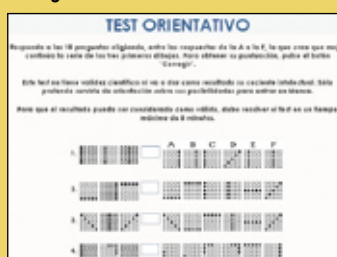 TEST ORIENTATIVO
Responda a las 18 preguntas eligiendo, entre las respuestas de la A a la F, la que crea que mejor
continúa la serie de los tres primeros dibujos. Para obtener su puntuación, pulse el botón
"Corregir".
Este test no tiene validez científica ni va a dar como resultado su cociente intelectual. Sólo
pretende servirle de orientación sobre sus posibilidades para entrar en Mensa.
Para que el resultado pueda ser considerado como válido, debe resolver el test en un tiempo
máximo de 8 minutos.
A B C D E F
1.
2.
3.
4.